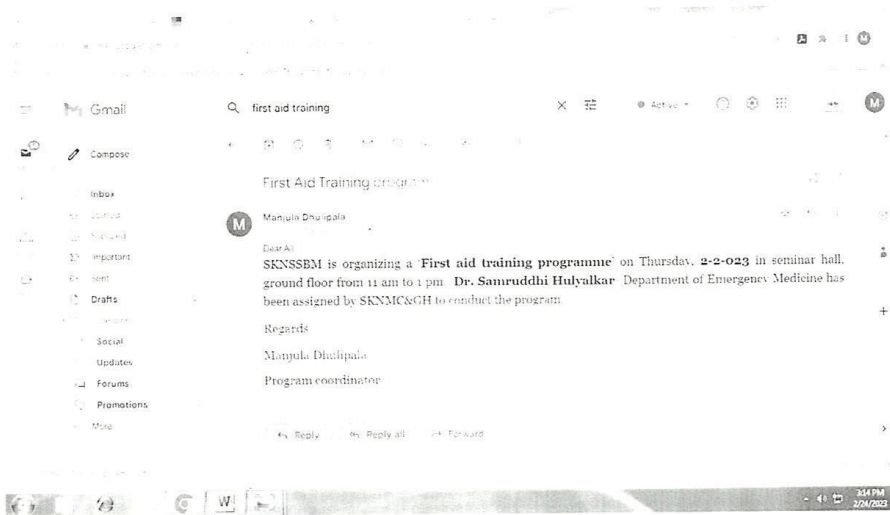 M
Gmail
first aid training
Active
M
Compose
Inbox
Important
Sent
Drafts
Social
Updates
Forums
Promotions
More
First Aid Training program
M
Manjula Dhulipala
Dear All
SKNSSBM is organizing a 'First aid training programme' on Thursday, 2-2-023 in seminar hall,
ground floor from 11 am to 1 pm. Dr. Samruddhi Hulyalkar Department of Emergency Medicine has
been assigned by SKNMC&GH to conduct the program
Regards
Manjula Dhulipala
Program coordinator
Reply
Reply all
Forward
W
3:14 PM
2/24/2023